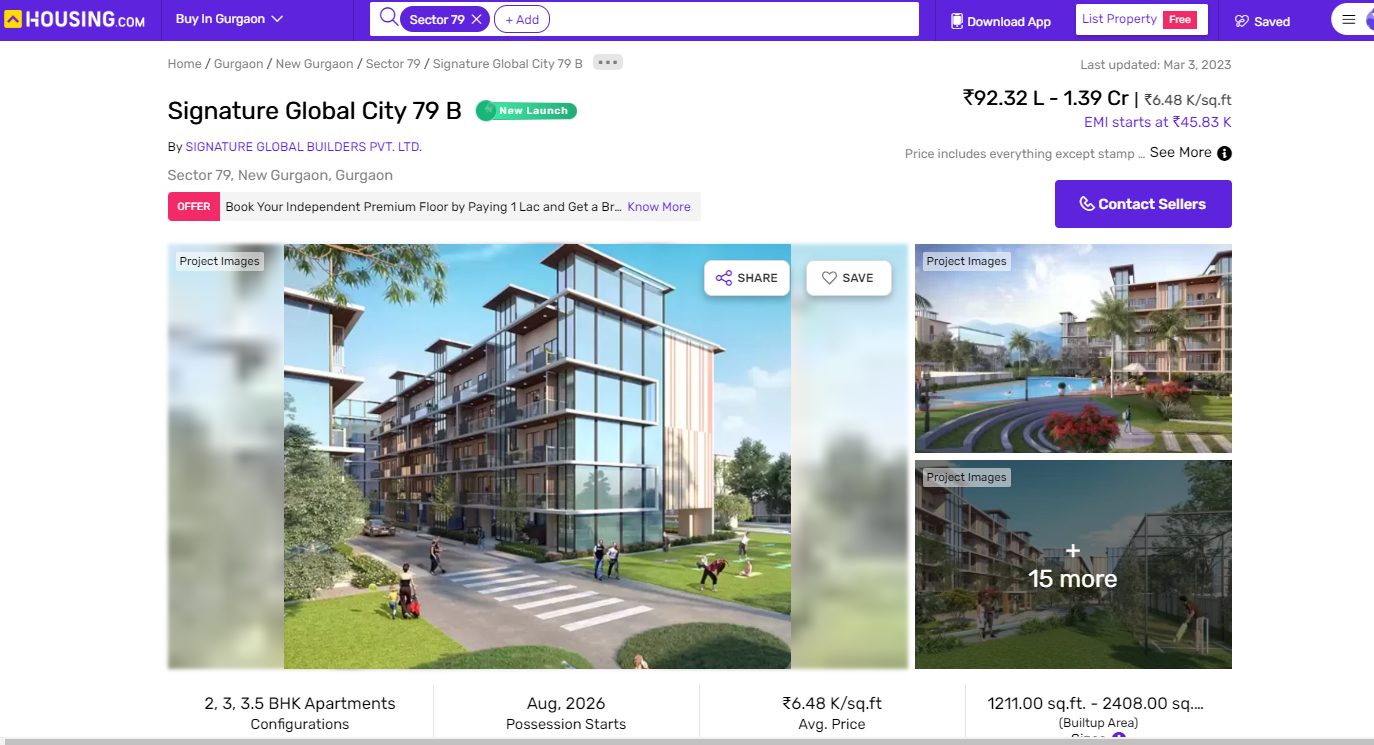 HOUSING.COM
Buy In Gurgaon
Sector 79
+ Add
Download App
List Property Free
Saved
Home / Gurgaon / New Gurgaon / Sector 79 / Signature Global City 79 B
Last updated: Mar 3, 2023
Signature Global City 79 B
New Launch
₹92.32 L - 1.39 Cr | ₹6.48 K/sq.ft
EMI starts at ₹45.83 K
By SIGNATURE GLOBAL BUILDERS PVT. LTD.
Price includes everything except stamp ... See More
Sector 79, New Gurgaon, Gurgaon
OFFER Book Your Independent Premium Floor by Paying 1 Lac and Get a Br... Know More
Contact Sellers
Project Images
SHARE
SAVE
Project Images
Project Images
+
15 more
2, 3, 3.5 BHK Apartments
Configurations
Aug, 2026
Possession Starts
₹6.48 K/sq.ft
Avg. Price
1211.00 sq.ft. - 2408.00 sq....
(Builtup Area)